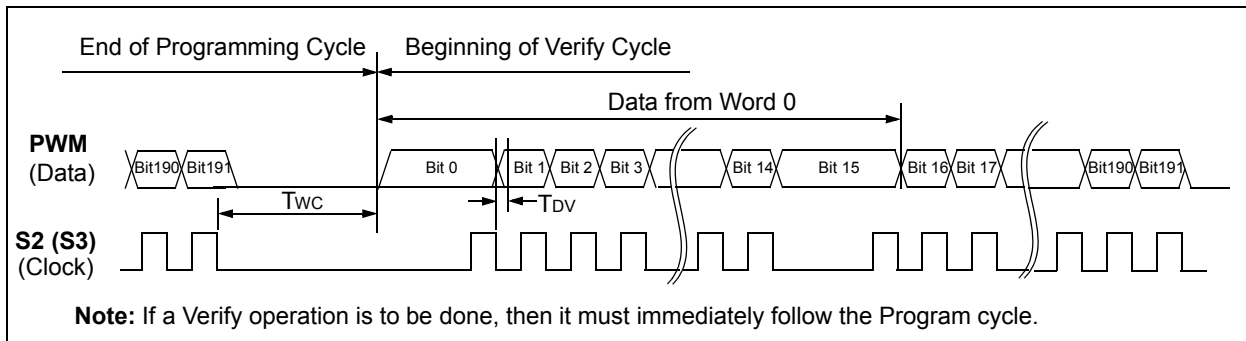 End of Programming Cycle Beginning of Verify Cycle
Data from Word 0
PWM
(Data)
Bit190 Bit191 Bit 0 Bit 1 Bit 2 Bit 3 Bit 14 Bit 15 Bit 16 Bit 17 Bit190 Bit191
TWC TDV
S2 (S3)
(Clock)
Note: If a Verify operation is to be done, then it must immediately follow the Program cycle.